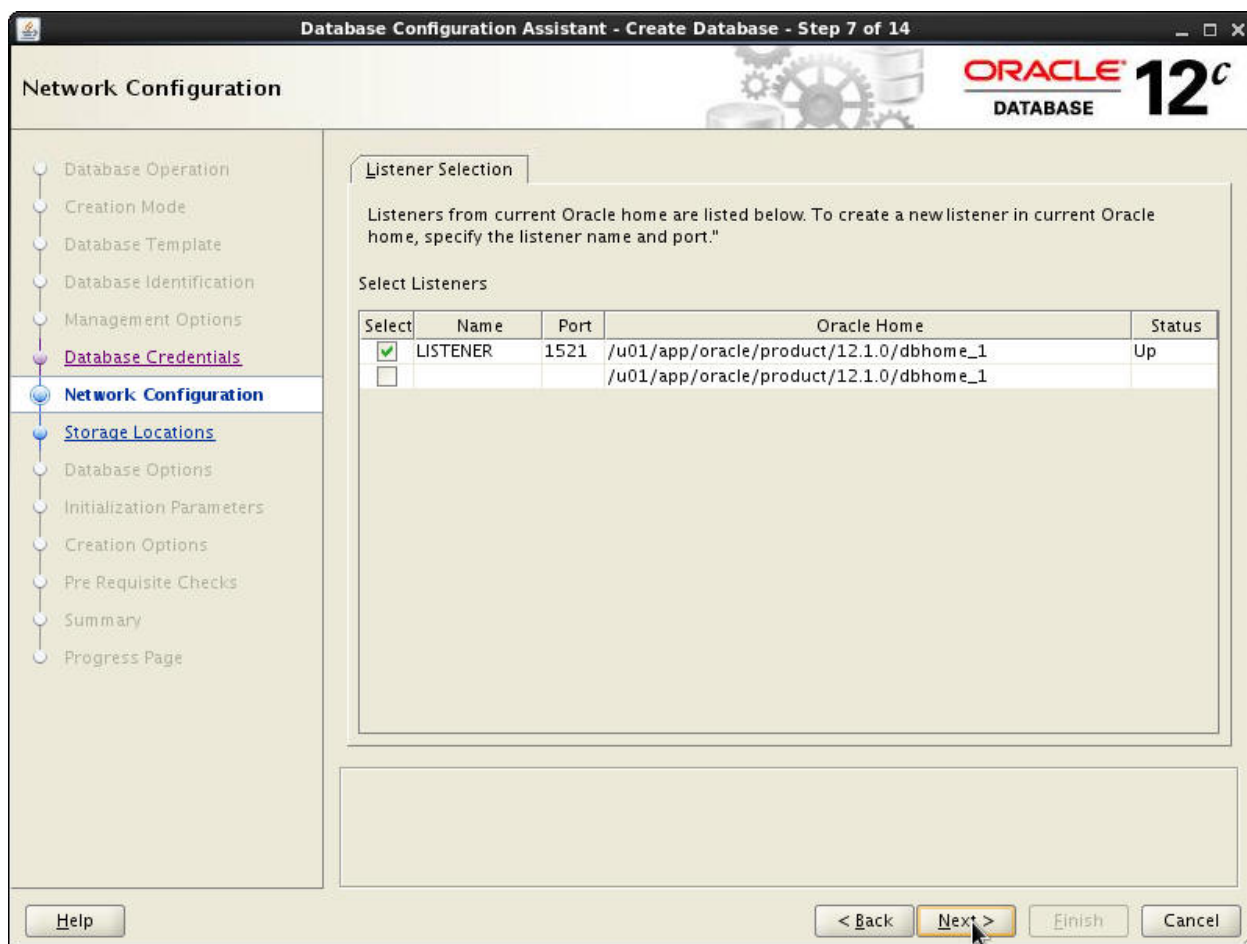 Database Configuration Assistant - Create Database - Step 7 of 14
Network Configuration
ORACLE DATABASE 12c
Database Operation
Creation Mode
Database Template
Database Identification
Management Options
Database Credentials
Network Configuration
Storage Locations
Database Options
Initialization Parameters
Creation Options
Pre Requisite Checks
Summary
Progress Page
Listener Selection
Listeners from current Oracle home are listed below. To create a new listener in current Oracle
home, specify the listener name and port."
Select Listeners
Select Name Port Oracle Home Status
LISTENER 1521 /u01/app/oracle/product/12.1.0/dbhome_1 Up
/u01/app/oracle/product/12.1.0/dbhome_1
Help < Back Next > Finish Cancel